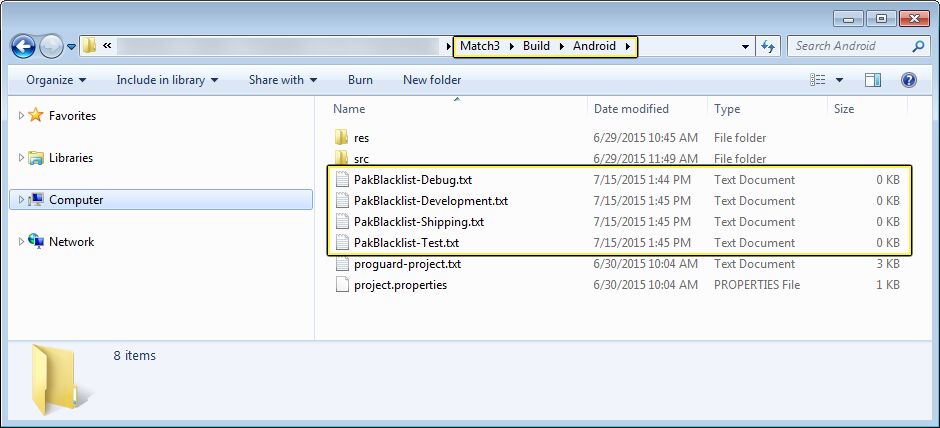 « Match3 Build Android Search Android
Organize Include in library Share with Burn New folder
Favorites
Libraries
Computer
Network
Name Date modified Type Size
res 6/29/2015 10:45 AM File folder
src 6/29/2015 11:49 AM File folder
PakBlacklist-Debug.txt 7/15/2015 1:44 PM Text Document 0 KB
PakBlacklist-Development.txt 7/15/2015 1:45 PM Text Document 0 KB
PakBlacklist-Shipping.txt 7/15/2015 1:45 PM Text Document 0 KB
PakBlacklist-Test.txt 7/15/2015 1:45 PM Text Document 0 KB
proguard-project.txt 6/30/2015 10:04 AM Text Document 3 KB
project.properties 6/30/2015 10:04 AM PROPERTIES File 1 KB
8 items